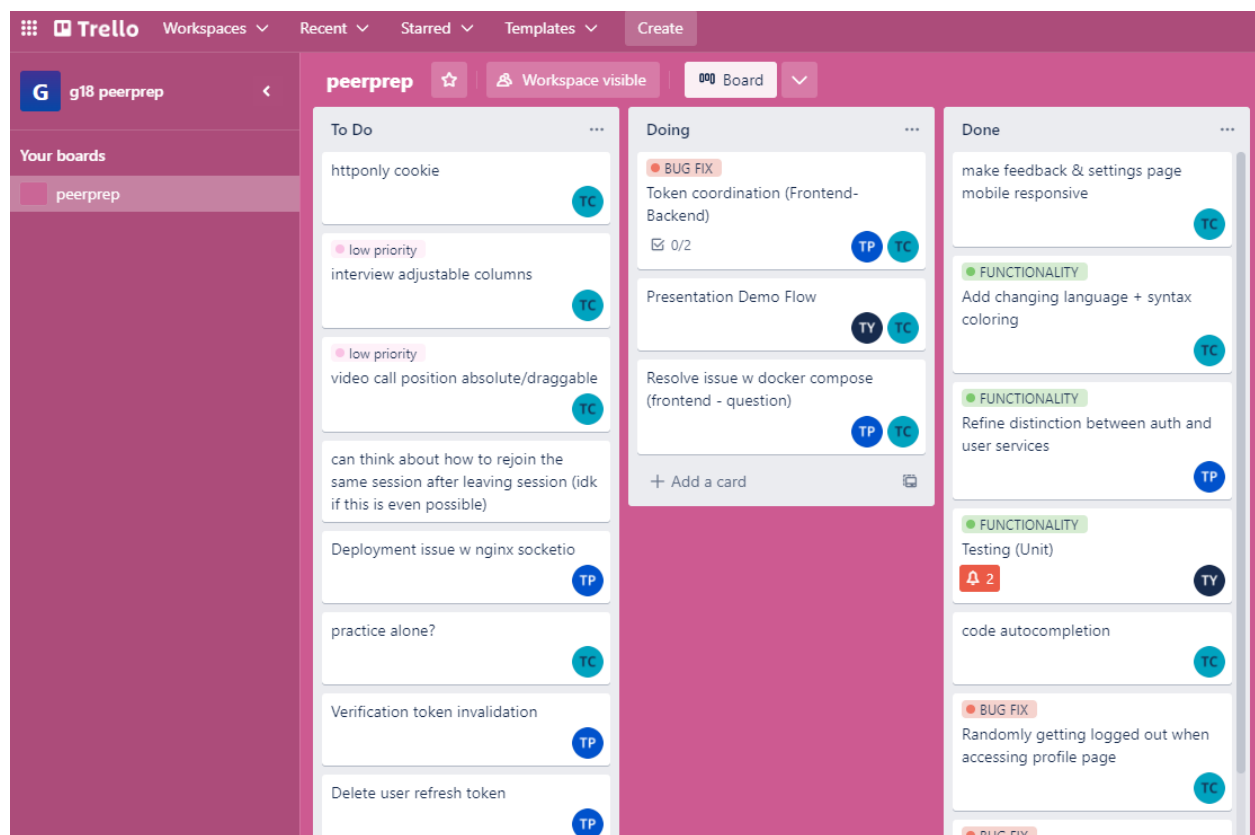 Trello
Workspaces
Recent
Starred
Templates
Create
G
g18 peerprep
Your boards
peerprep
peerprep
Workspace visible
Board
To Do
httponly cookie
TC
low priority
interview adjustable columns
TC
low priority
video call position absolute/draggable
TC
can think about how to rejoin the
same session after leaving session (idk
if this is even possible)
Deployment issue w nginx socketio
TP
practice alone?
TC
Verification token invalidation
TP
Delete user refresh token
TP
Doing
BUG FIX
Token coordination (Frontend-
Backend)
0/2
TP TC
Presentation Demo Flow
TY TC
Resolve issue w docker compose
(frontend - question)
TP TC
+ Add a card
Done
make feedback & settings page
mobile responsive
TC
FUNCTIONALITY
Add changing language + syntax
coloring
TC
FUNCTIONALITY
Refine distinction between auth and
user services
TP
FUNCTIONALITY
Testing (Unit)
2
TY
code autocompletion
TC
BUG FIX
Randomly getting logged out when
accessing profile page
TC
BUG FIX